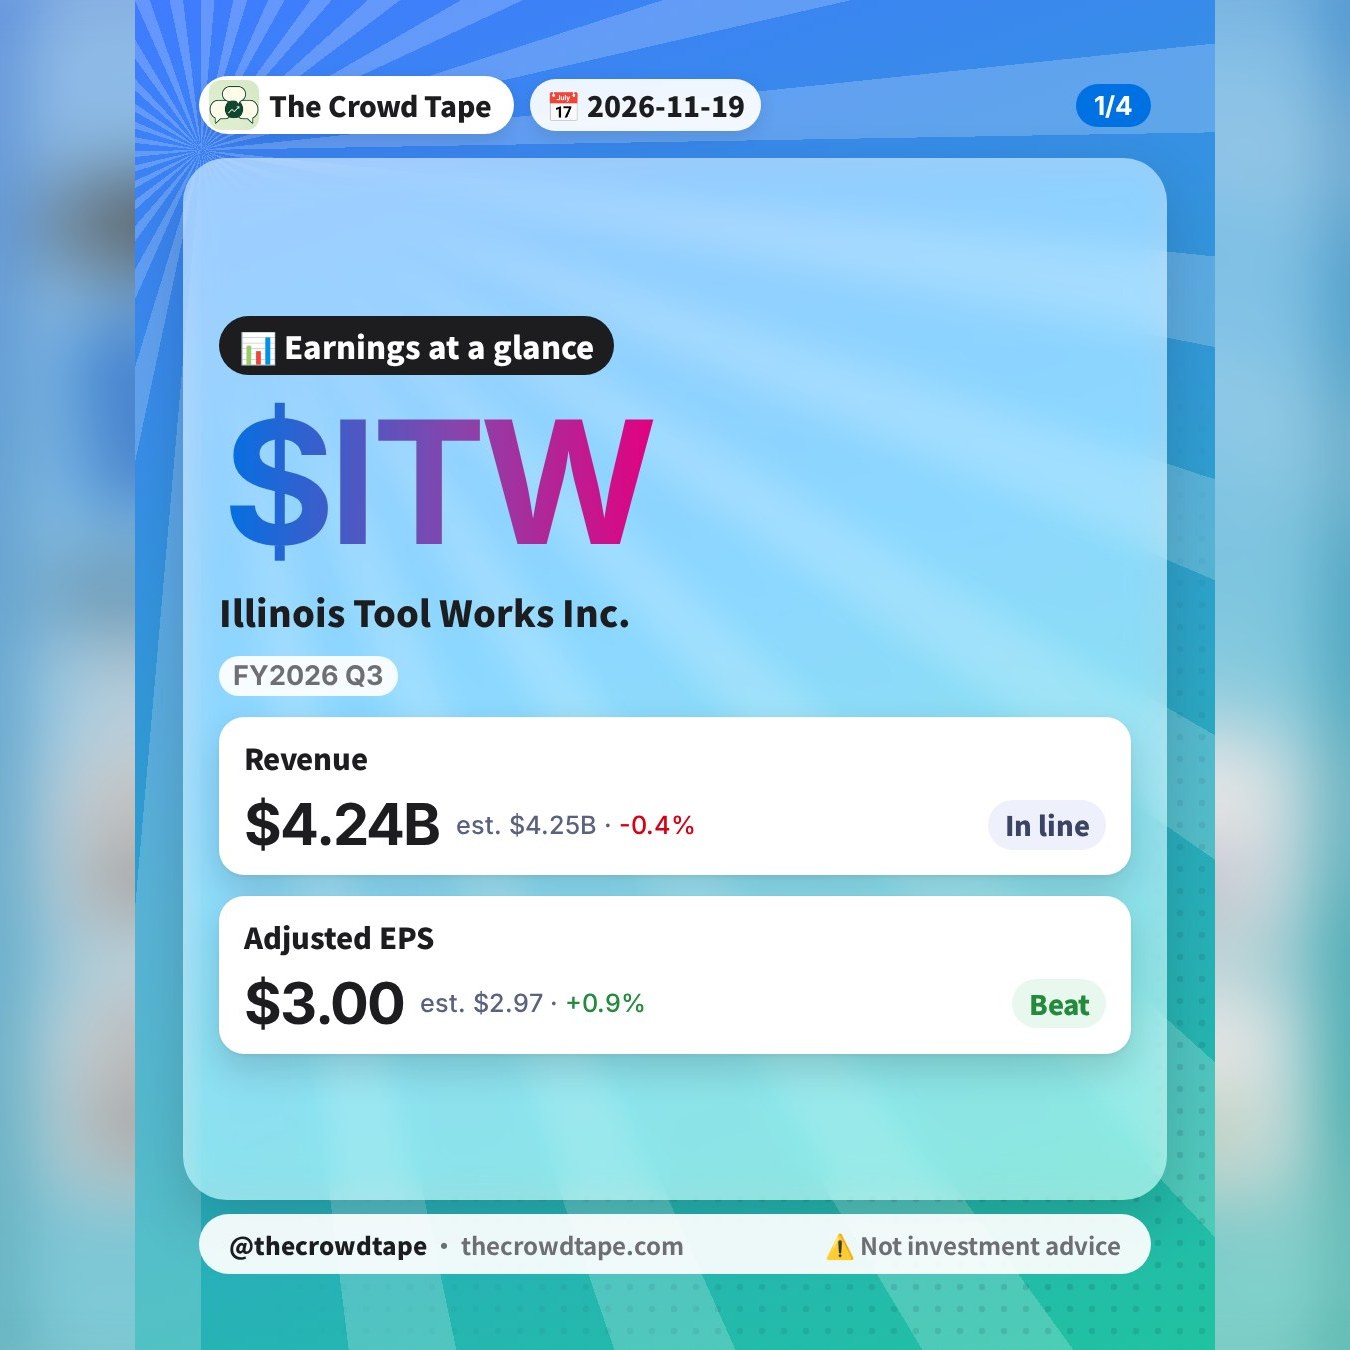 The Crowd Tape
📅 2026-11-19
1/4
📊 Earnings at a glance
$ITW
Illinois Tool Works Inc.
FY2026 Q3
Revenue
$4.24B est. $4.25B · -0.4%
In line
Adjusted EPS
$3.00 est. $2.97 · +0.9%
Beat
@thecrowdtape • thecrowdtape.com
⚠️ Not investment advice